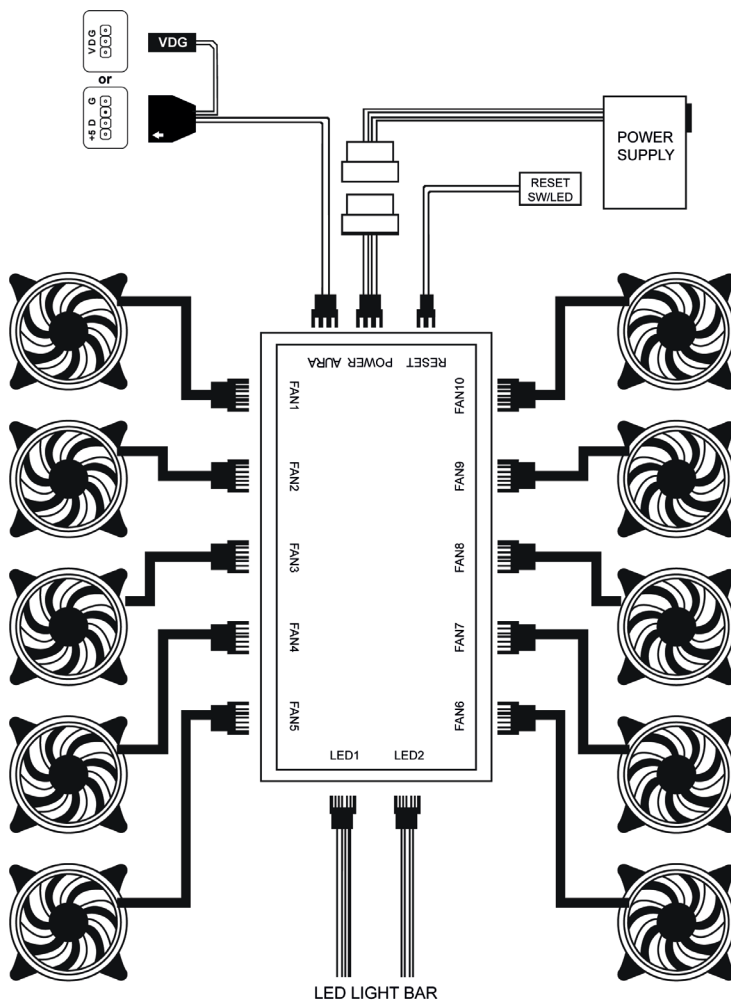 VDG
VDG
or
+5 D G
POWER
SUPPLY
RESET
SW/LED
AURA
POWER
RESET
FAN1
FAN10
FAN2
FAN9
FAN3
FAN8
FAN4
FAN7
FAN5
FAN6
LED1
LED2
LED LIGHT BAR